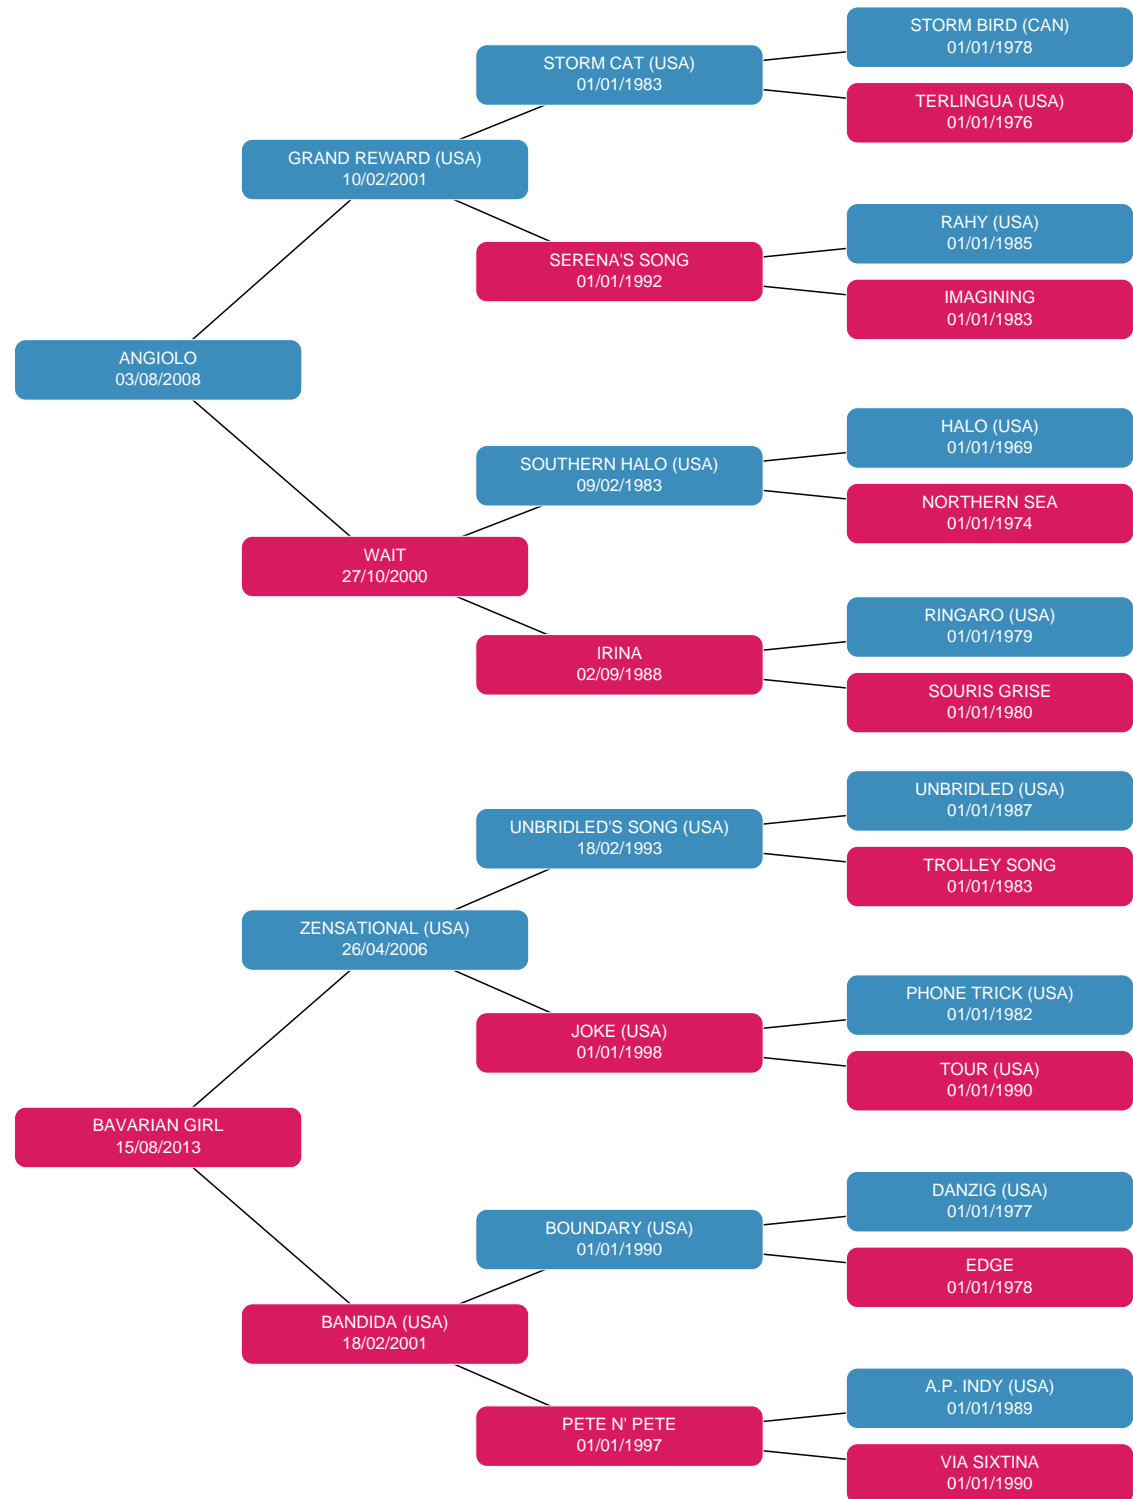 STORM BIRD (CAN)
01/01/1978
STORM CAT (USA)
01/01/1983
TERLINGUA (USA)
01/01/1976
GRAND REWARD (USA)
10/02/2001
RAHY (USA)
01/01/1985
SERENA'S SONG
01/01/1992
IMAGINING
01/01/1983
ANGIOLO
03/08/2008
HALO (USA)
01/01/1969
SOUTHERN HALO (USA)
09/02/1983
NORTHERN SEA
01/01/1974
WAIT
27/10/2000
RINGARO (USA)
01/01/1979
IRINA
02/09/1988
SOURIS GRISE
01/01/1980
UNBRIDLED (USA)
01/01/1987
UNBRIDLED'S SONG (USA)
18/02/1993
TROLLEY SONG
01/01/1983
ZENSATIONAL (USA)
26/04/2006
PHONE TRICK (USA)
01/01/1982
JOKE (USA)
01/01/1998
TOUR (USA)
01/01/1990
BAVARIAN GIRL
15/08/2013
DANZIG (USA)
01/01/1977
BOUNDARY (USA)
01/01/1990
EDGE
01/01/1978
BANDIDA (USA)
18/02/2001
A.P. INDY (USA)
01/01/1989
PETE N' PETE
01/01/1997
VIA SIXTINA
01/01/1990